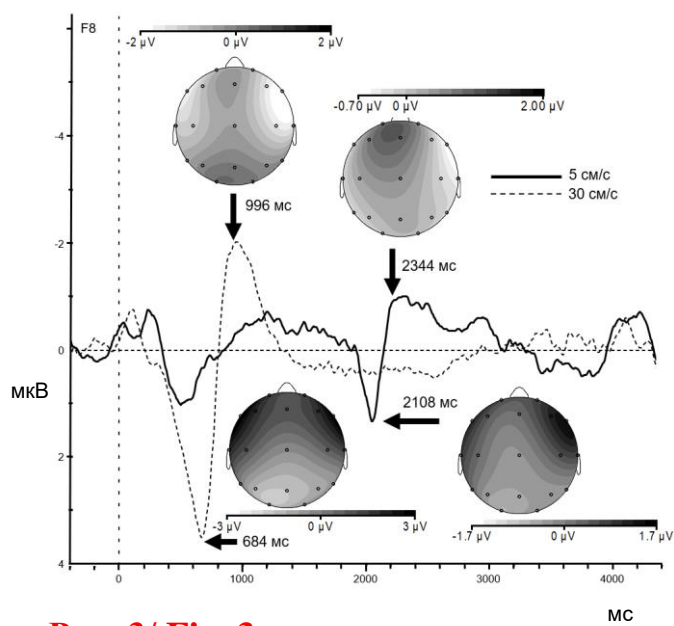 F8
-2 µV 0 µV 2 µV
-0.70 µV 0 µV 2.00 µV
5 см/с
30 см/с
996 мс
2344 мс
-4
-2
0
2
4
мкВ
2108 мс
684 мс
-3 µV 0 µV 3 µV
-1.7 µV 0 µV 1.7 µV
0 1000 2000 3000 4000
мс